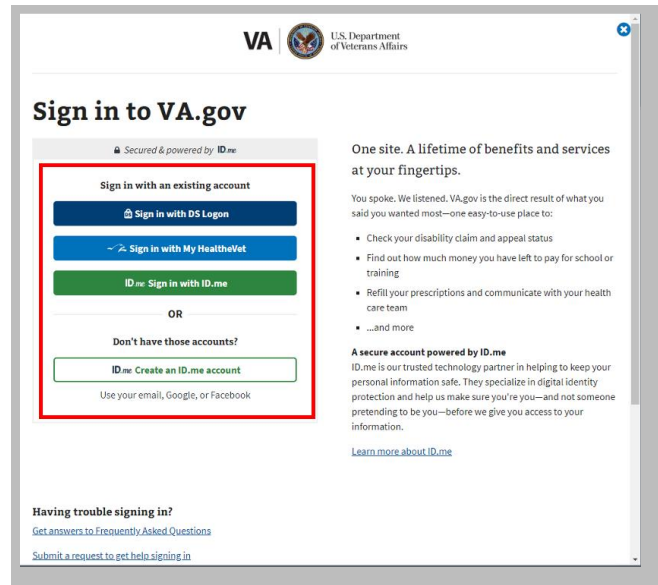 VA
U.S. Department
of Veterans Affairs
Sign in to VA.gov
Secured & powered by ID.me
Sign in with an existing account
Sign in with DS Logon
Sign in with My HealtheVet
ID.me Sign in with ID.me
OR
Don't have those accounts?
ID.me Create an ID.me account
Use your email, Google, or Facebook
One site. A lifetime of benefits and services
at your fingertips.
You spoke. We listened. VA.gov is the direct result of what you
said you wanted most—one easy-to-use place to:
Check your disability claim and appeal status
Find out how much money you have left to pay for school or
training
Refill your prescriptions and communicate with your health
care team
...and more
A secure account powered by ID.me
ID.me is our trusted technology partner in helping to keep your
personal information safe. They specialize in digital identity
protection and help us make sure you're you—and not someone
pretending to be you—before we give you access to your
information.
Learn more about ID.me
Having trouble signing in?
Get answers to Frequently Asked Questions
Submit a request to get help signing in